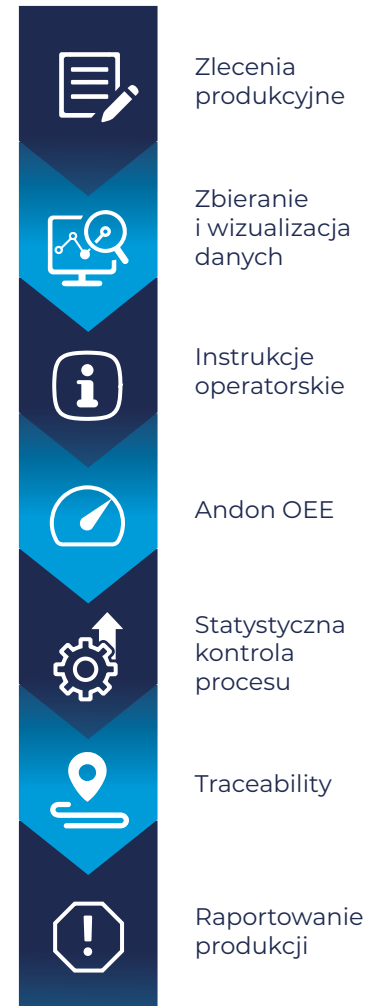 Zlecenia
produkcyjne
Zbieranie
i wizualizacja
danych
Instrukcje
operatorskie
Andon OEE
Statystyczna
kontrola
procesu
Traceability
Raportowanie
produkcji